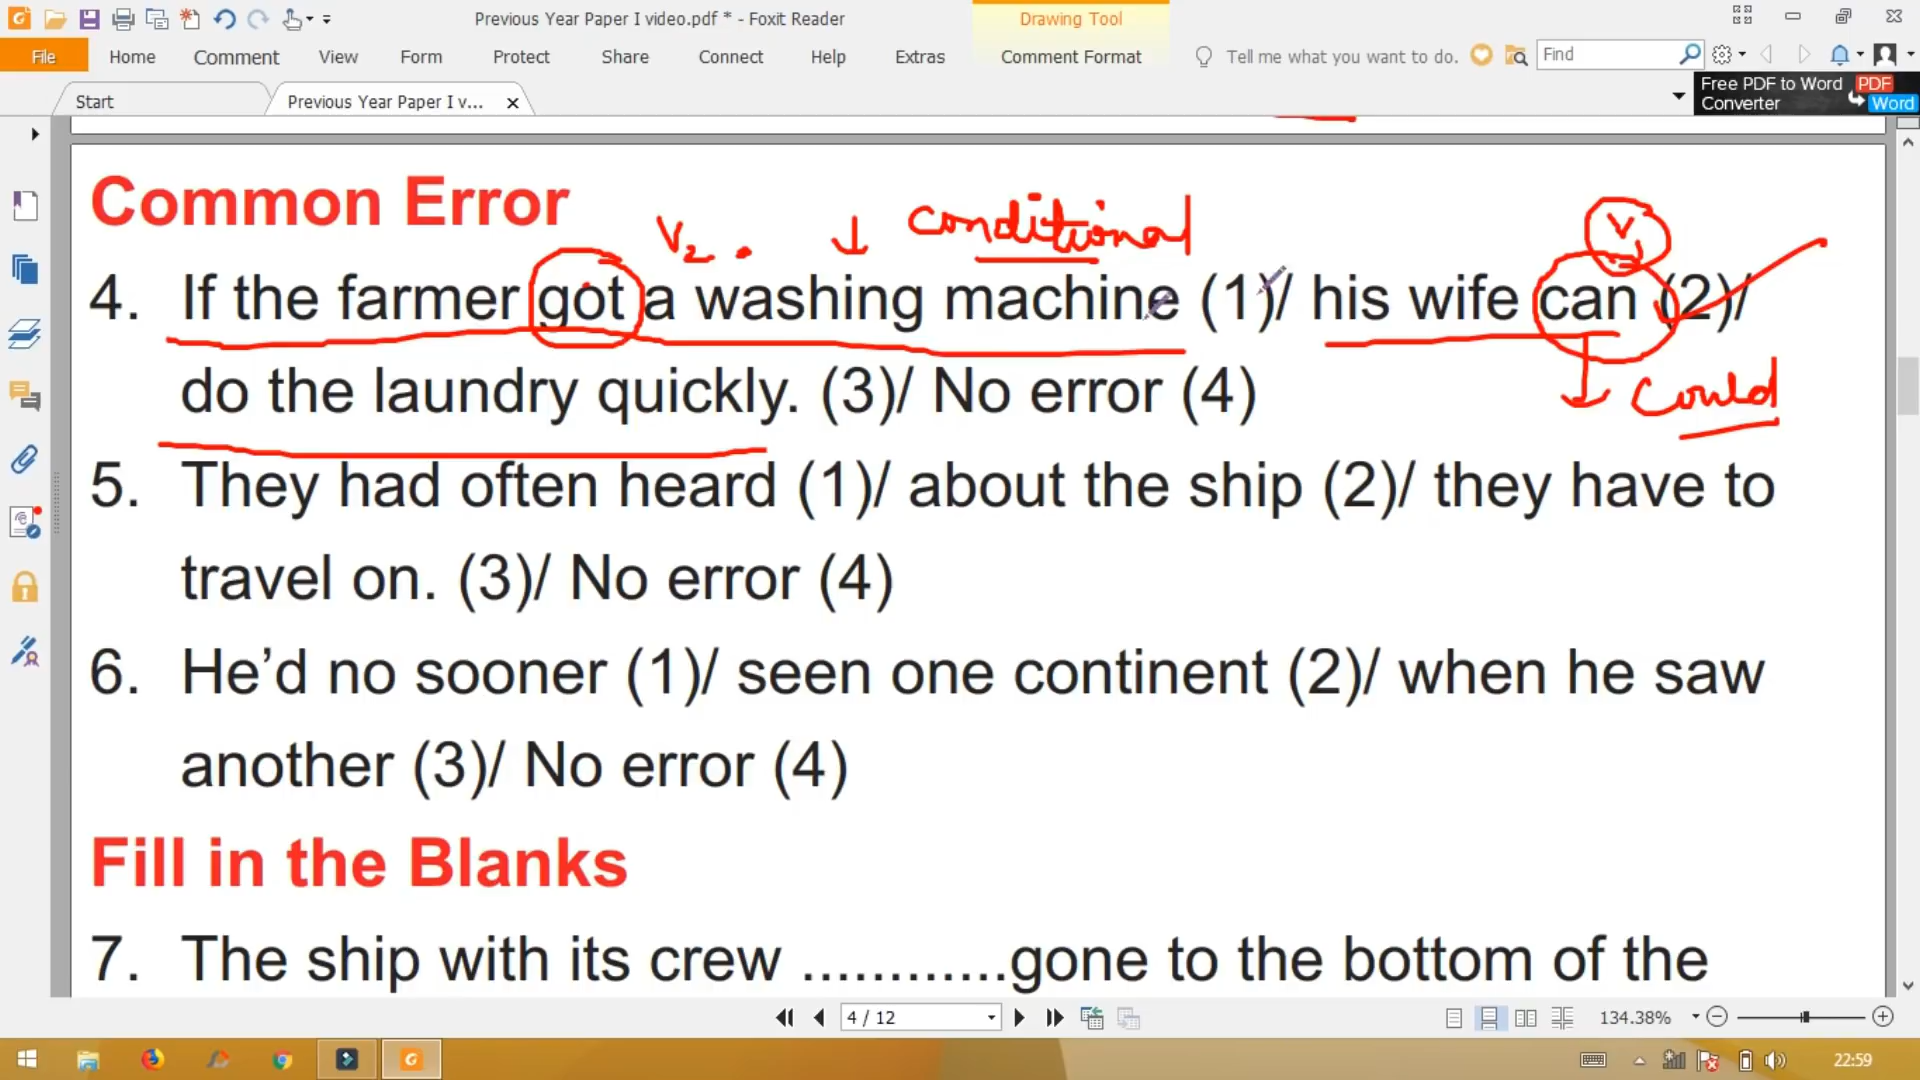 Previous Year Paper I video.pdf * - Foxit Reader
Drawing Tool
File Home Comment View Form Protect Share Connect Help Extras Comment Format Tell me what you want to do. Find
Start
Previous Year Paper I v...
Free PDF to Word
Converter
PDF
Word
Common Error
V2 . conditional V1
4. If the farmer got a washing machine (1)/ his wife can (2)/
do the laundry quickly. (3)/ No error (4)
Could
5. They had often heard (1)/ about the ship (2)/ they have to
travel on. (3)/ No error (4)
6. He’d no sooner (1)/ seen one continent (2)/ when he saw
another (3)/ No error (4)
Fill in the Blanks
7. The ship with its crew ............gone to the bottom of the
4 / 12
134.38%
22:59